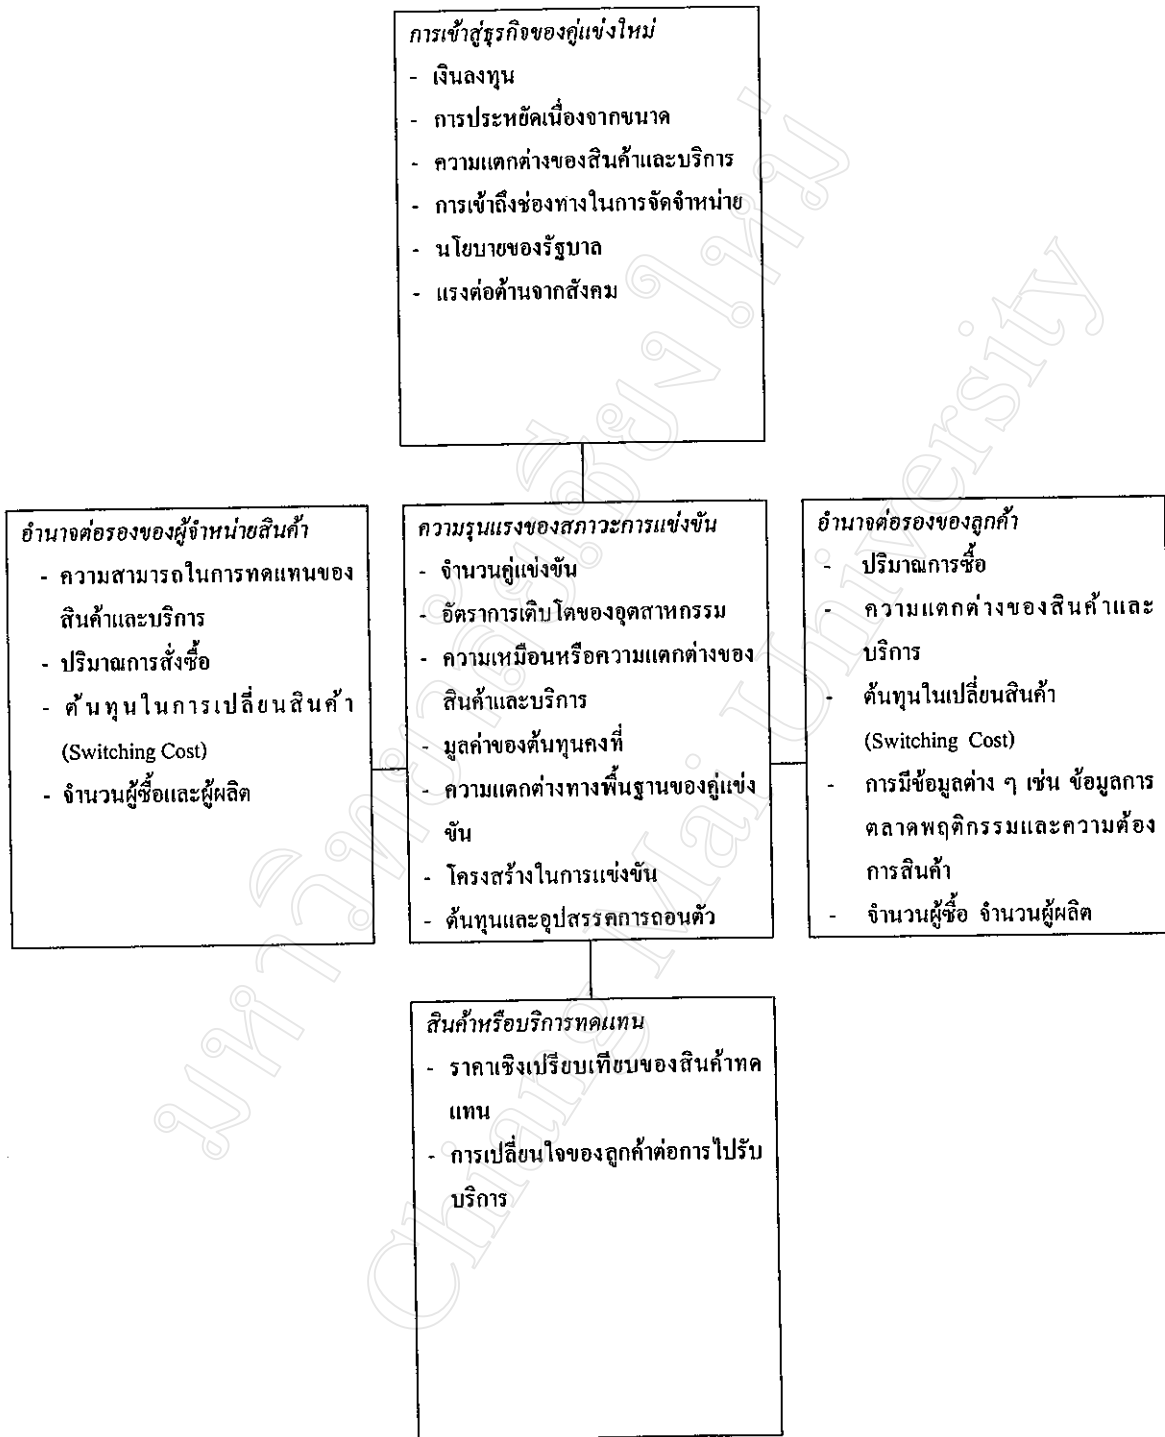 การเข้าสู่ธุรกิจของคู่แข่งใหม่
- เงินลงทุน
- การประหยัดเนื่องจากขนาด
- ความแตกต่างของสินค้าและบริการ
- การเข้าถึงช่องทางในการจัดจำหน่าย
- นโยบายของรัฐบาล
- แรงต่อต้านจากสังคม
อำนาจต่อรองของผู้จำหน่ายสินค้า
- ความสามารถในการทดแทนของ
สินค้าและบริการ
- ปริมาณการสั่งซื้อ
- ต้นทุนในการเปลี่ยนสินค้า
(Switching Cost)
- จำนวนผู้ซื้อและผู้ผลิต
ความรุนแรงของสภาวะการแข่งขัน
- จำนวนคู่แข่งขัน
- อัตราการเติบโตของอุตสาหกรรม
- ความเหมือนหรือความแตกต่างของ
สินค้าและบริการ
- มูลค่าของต้นทุนคงที่
- ความแตกต่างทางพื้นฐานของคู่แข่ง
ขัน
- โครงสร้างในการแข่งขัน
- ต้นทุนและอุปสรรคการถอนตัว
อำนาจต่อรองของลูกค้า
- ปริมาณการซื้อ
- ความแตกต่างของสินค้าและ
บริการ
- ต้นทุนในเปลี่ยนสินค้า
(Switching Cost)
- การมีข้อมูลต่าง ๆ เช่น ข้อมูลการ
ตลาดพฤติกรรมและความต้อง
การสินค้า
- จำนวนผู้ซื้อ จำนวนผู้ผลิต
สินค้าหรือบริการทดแทน
- ราคาเชิงเปรียบเทียบของสินค้าทด
แทน
- การเปลี่ยนใจของลูกค้าต่อการไปรับ
บริการ
มหาวิทยาลัยเชียงใหม่
Chiang Mai University